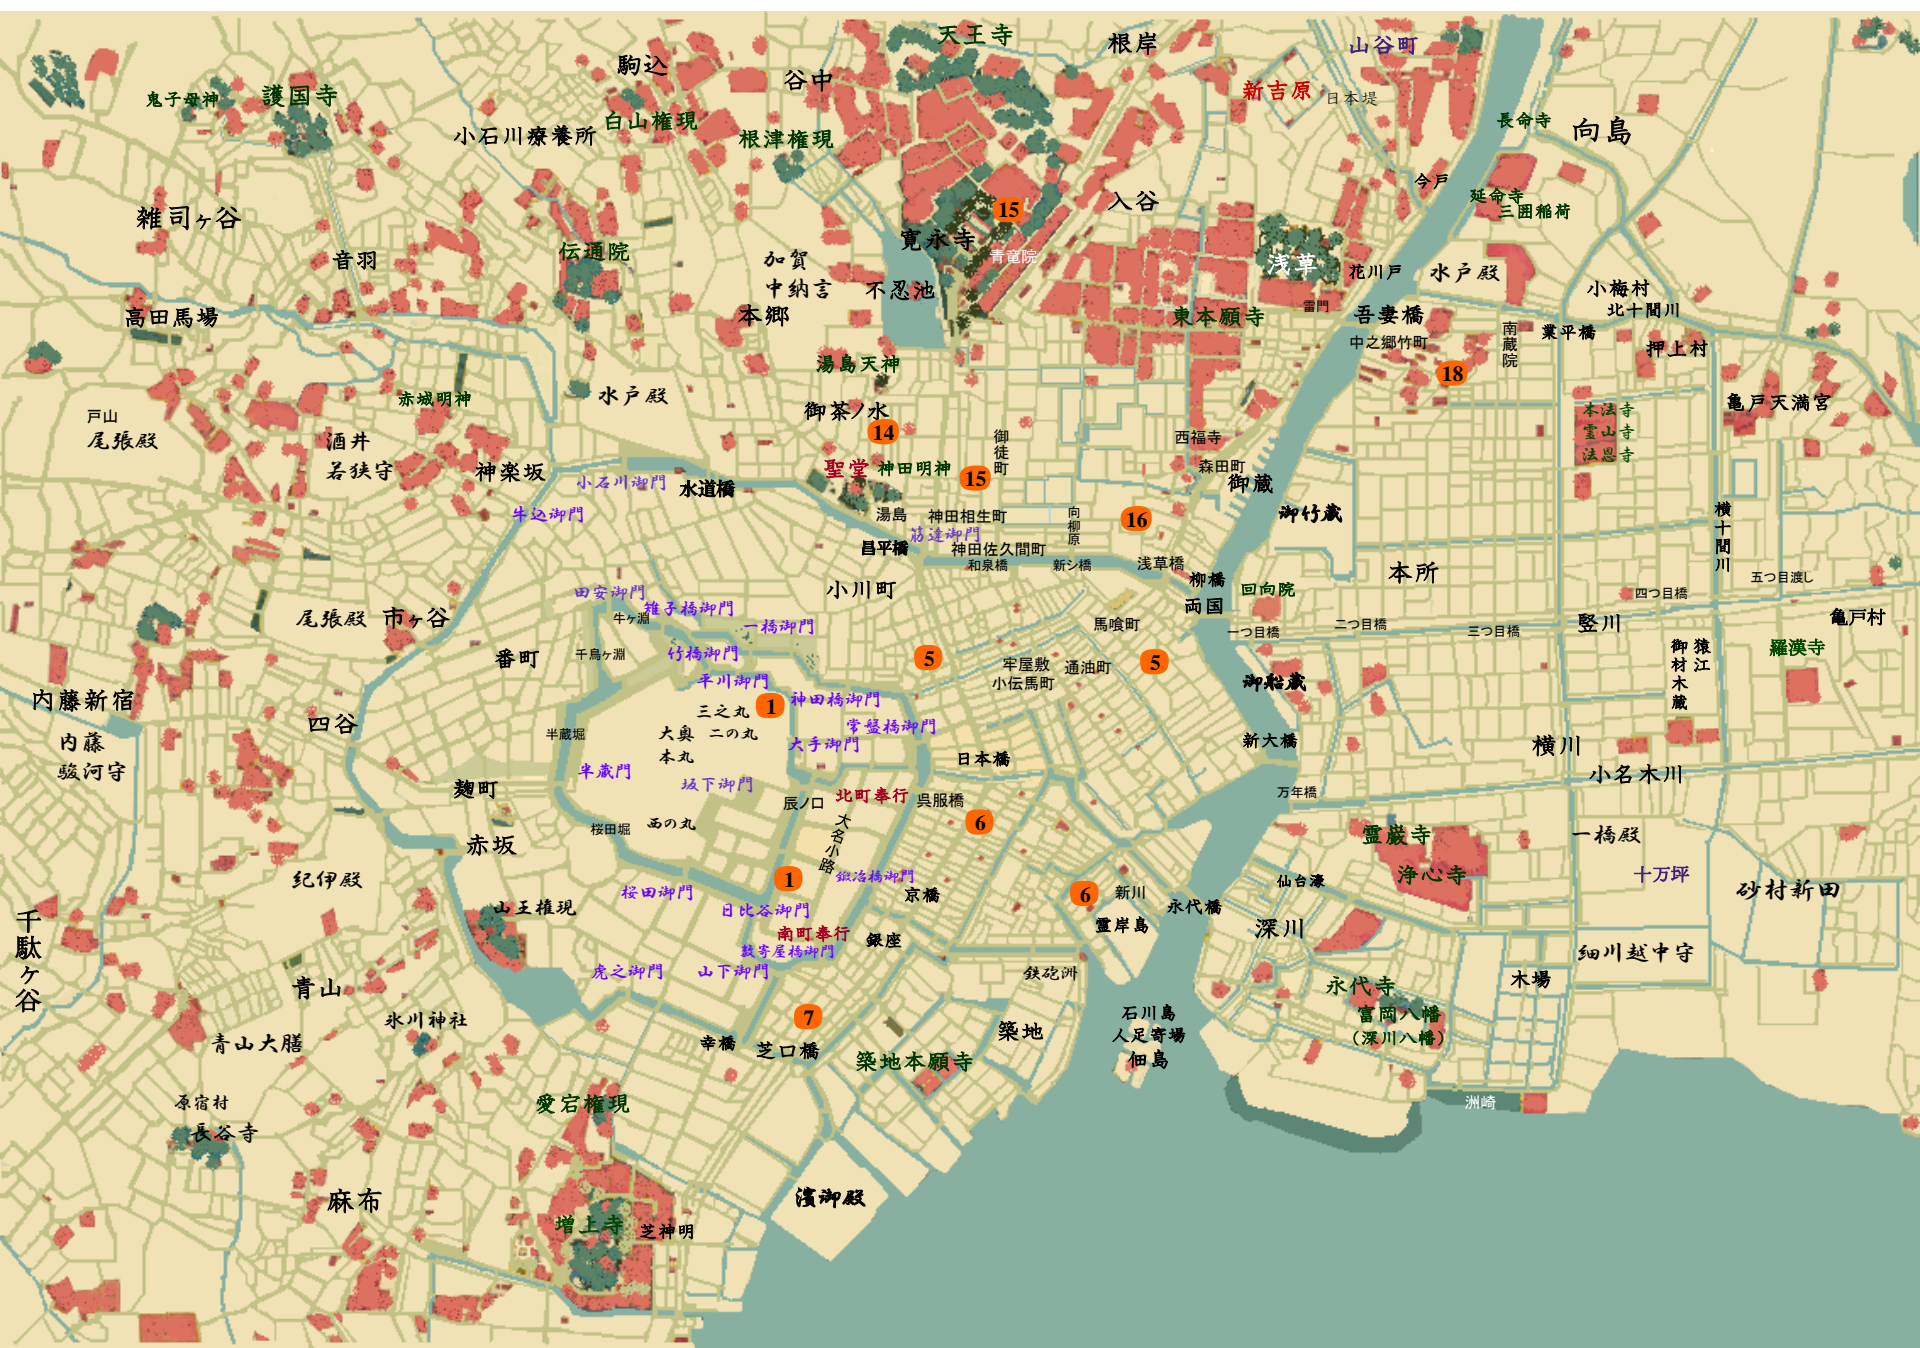 天王寺
根岸
山谷町
駒込
谷中
鬼子母神
護国寺
新吉原
日本堤
小石川療養所
白山権現
根津権現
長命寺
向島
今戸
入谷
延命寺
三囲稲荷
雑司ヶ谷
15
寛永寺
青竜院
音羽
伝通院
加賀
中納言
浅草
花川戸
水戸殿
不忍池
小梅村
北十間川
高田馬場
本郷
東本願寺
雷門
吾妻橋
中之郷竹町
南蔵院
業平橋
押上村
湯島天神
18
赤城明神
水戸殿
戸山
尾張殿
御茶ノ水
14
本法寺
霊山寺
法恩寺
亀戸天満宮
酒井
若狭守
神楽坂
聖堂
神田明神
15
御徒町
西福寺
森田町
御蔵
小石川御門
水道橋
牛込御門
湯島
神田相生町
筋違御門
昌平橋
神田佐久間町
和泉橋
向柳原
新シ橋
16
浅草橋
御竹蔵
横十間川
柳橋
両国
回向院
本所
五つ目渡し
四つ目橋
亀戸村
田安御門
牛ヶ淵
雉子橋御門
一橋御門
小川町
尾張殿
市ヶ谷
馬喰町
一つ目橋
二つ目橋
三つ目橋
竪川
番町
千鳥ヶ淵
竹橋御門
平川御門
5
牢屋敷
小伝馬町
通油町
5
御船蔵
猿江
御材木蔵
羅漢寺
内藤新宿
内藤
駿河守
四谷
三之丸
1
神田橋御門
大奥
二の丸
常盤橋御門
大手御門
本丸
半蔵堀
半蔵門
坂下御門
日本橋
新大橋
横川
小名木川
麹町
辰ノ口
北町奉行
呉服橋
万年橋
桜田堀
西の丸
大名小路
6
赤坂
霊巌寺
一橋殿
紀伊殿
1
鍛冶橋御門
浄心寺
十万坪
砂村新田
仙台濠
桜田御門
京橋
6
新川
山王権現
日比谷御門
永代橋
霊岸島
深川
千駄ヶ谷
南町奉行
銀座
数寄屋橋御門
細川越中守
青山
虎之御門
山下御門
鉄砲洲
木場
永代寺
氷川神社
7
石川島
人足寄場
佃島
富岡八幡
(深川八幡)
青山大膳
幸橋
芝口橋
築地
築地本願寺
原宿村
長谷寺
愛宕権現
洲崎
麻布
濱御殿
増上寺
芝神明